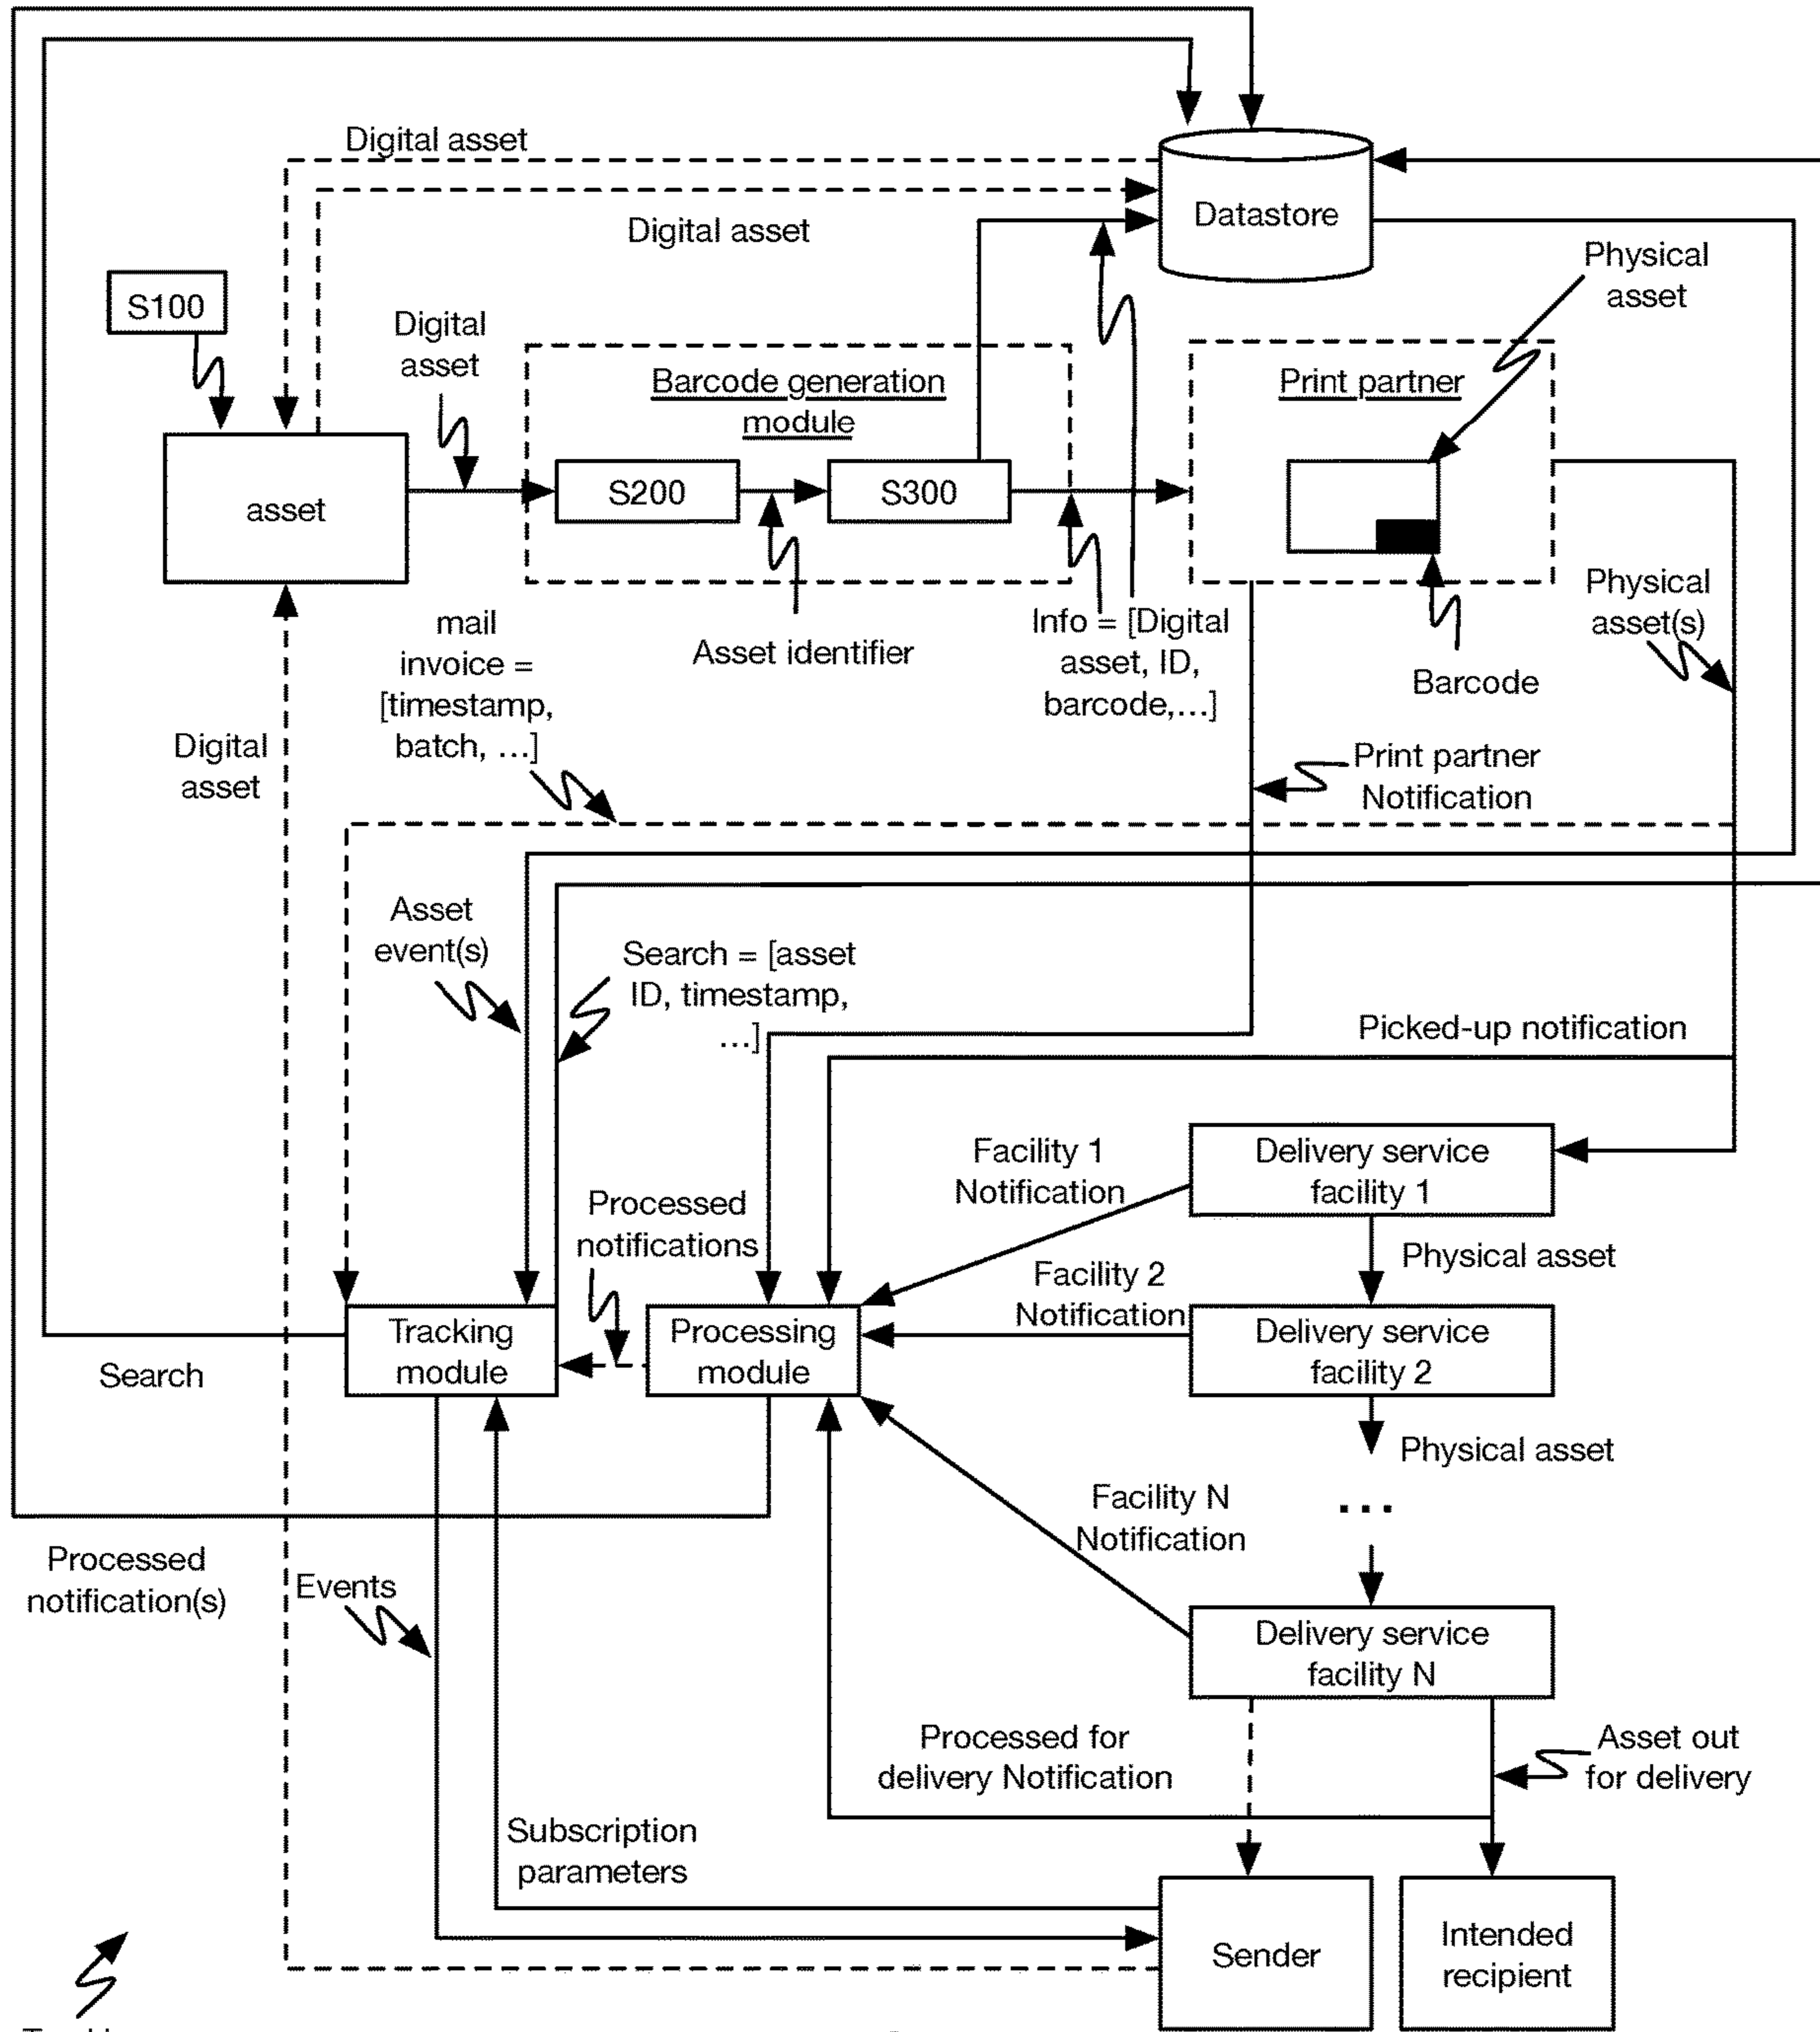 Digital asset
Digital asset
Datastore
Physical
asset
S100
Digital
asset
Barcode generation
module
Print partner
S200
S300
asset
mail
invoice =
[timestamp,
batch, ...]
Asset identifier
Info = [Digital
asset, ID,
barcode,...]
Physical
asset(s)
Barcode
Digital
asset
Print partner
Notification
Asset
event(s)
Search = [asset
ID, timestamp,
...]
Picked-up notification
Facility 1
Notification
Delivery service
facility 1
Processed
notifications
Physical asset
Facility 2
Notification
Tracking
module
Processing
module
Delivery service
facility 2
Search
Physical asset
Facility N
Notification
...
Processed
notification(s)
Events
Delivery service
facility N
Processed for
delivery Notification
Asset out
for delivery
Subscription
parameters
Sender
Intended
recipient